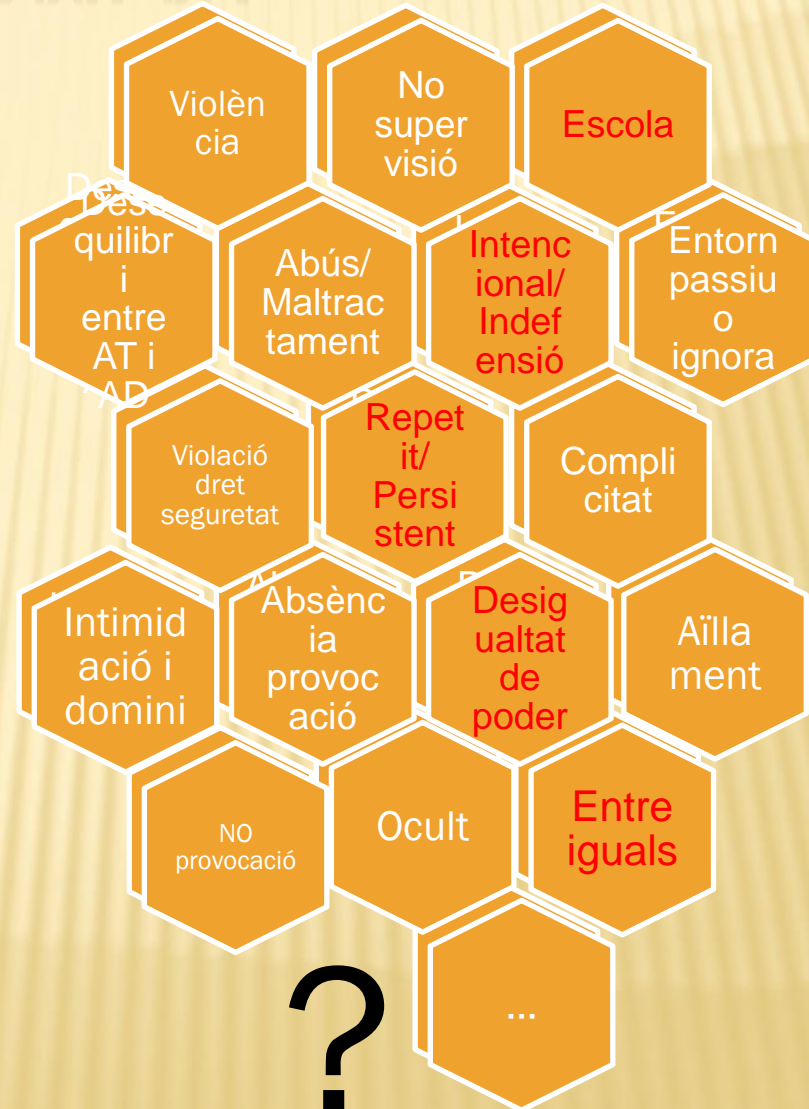 Violèn
cia
No
super
visió
Escola
Desa
quilibr
i
entre
AT i
AD
Abús/
Maltrac
tament
Intenc
ional/
Indef
ensió
Entorn
passiu
o
ignora
Violació
dret
seguretat
Repet
it/
Persi
stent
Compli
citat
Intimid
ació i
domini
Absènc
ia
provoc
ació
Desig
ualtat
de
poder
Aïlla
ment
NO
provocació
Ocult
Entre
iguals
...
?